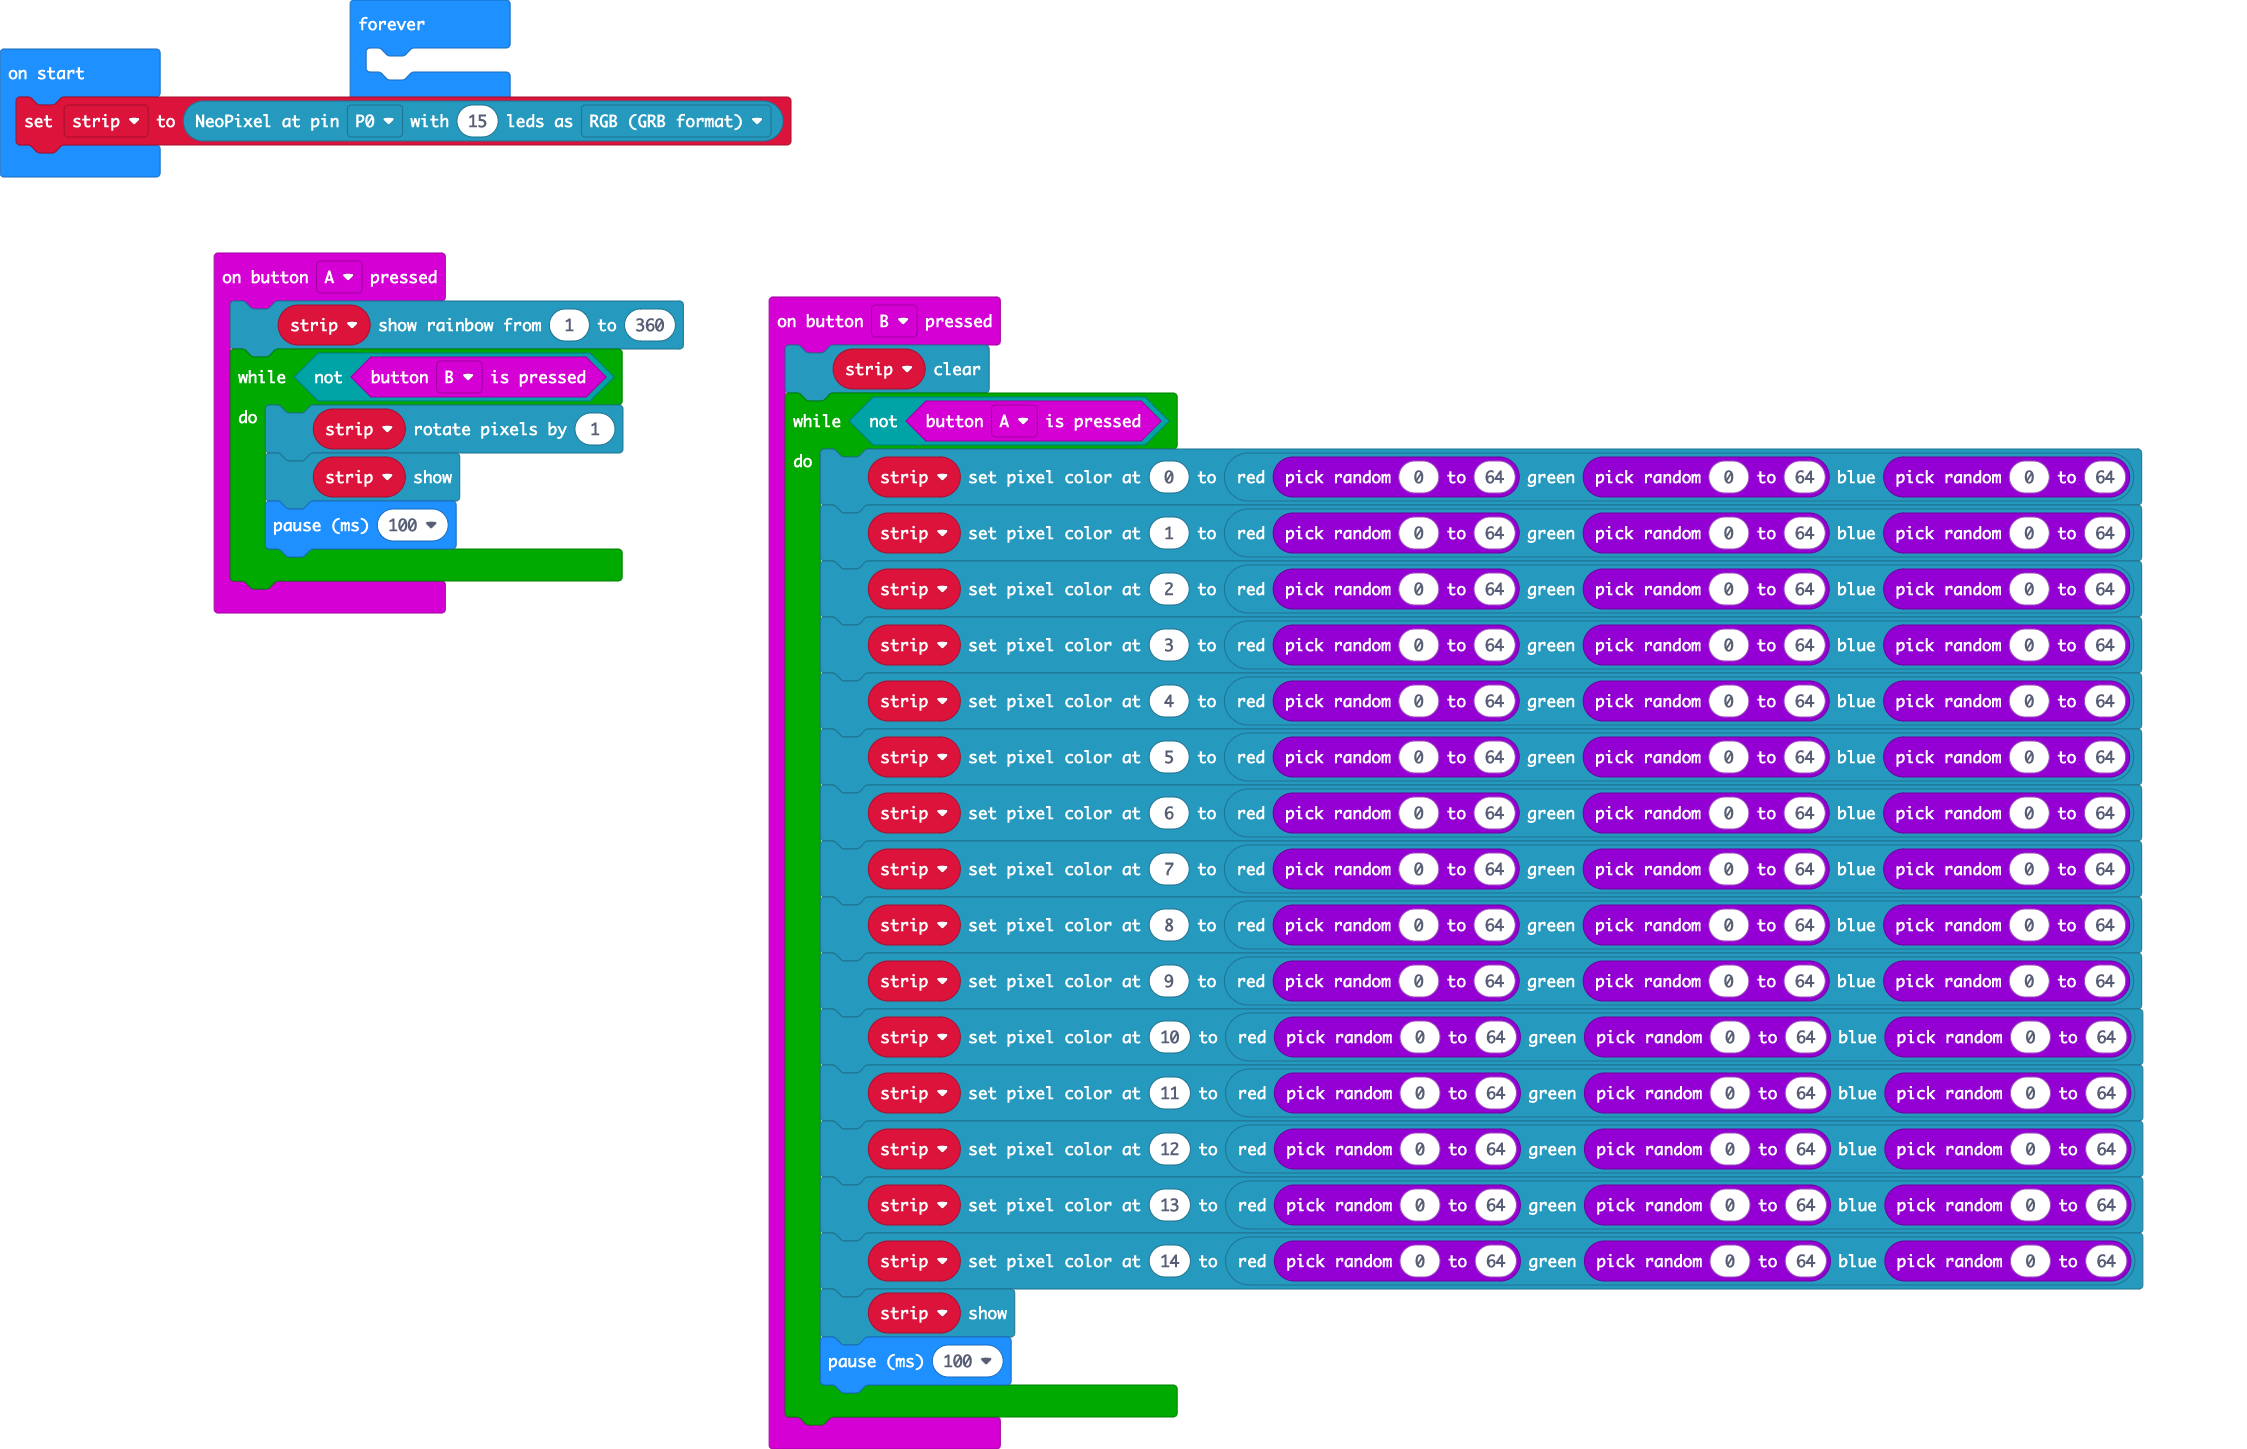 forever
on start
set strip to NeoPixel at pin P0 with 15 leds as RGB (GRB format)
on button A pressed
strip show rainbow from 1 to 360
while not button B is pressed
do
strip rotate pixels by 1
strip show
pause (ms) 100
on button B pressed
strip clear
while not button A is pressed
do
strip set pixel color at 0 to red pick random 0 to 64 green pick random 0 to 64 blue pick random 0 to 64
strip set pixel color at 1 to red pick random 0 to 64 green pick random 0 to 64 blue pick random 0 to 64
strip set pixel color at 2 to red pick random 0 to 64 green pick random 0 to 64 blue pick random 0 to 64
strip set pixel color at 3 to red pick random 0 to 64 green pick random 0 to 64 blue pick random 0 to 64
strip set pixel color at 4 to red pick random 0 to 64 green pick random 0 to 64 blue pick random 0 to 64
strip set pixel color at 5 to red pick random 0 to 64 green pick random 0 to 64 blue pick random 0 to 64
strip set pixel color at 6 to red pick random 0 to 64 green pick random 0 to 64 blue pick random 0 to 64
strip set pixel color at 7 to red pick random 0 to 64 green pick random 0 to 64 blue pick random 0 to 64
strip set pixel color at 8 to red pick random 0 to 64 green pick random 0 to 64 blue pick random 0 to 64
strip set pixel color at 9 to red pick random 0 to 64 green pick random 0 to 64 blue pick random 0 to 64
strip set pixel color at 10 to red pick random 0 to 64 green pick random 0 to 64 blue pick random 0 to 64
strip set pixel color at 11 to red pick random 0 to 64 green pick random 0 to 64 blue pick random 0 to 64
strip set pixel color at 12 to red pick random 0 to 64 green pick random 0 to 64 blue pick random 0 to 64
strip set pixel color at 13 to red pick random 0 to 64 green pick random 0 to 64 blue pick random 0 to 64
strip set pixel color at 14 to red pick random 0 to 64 green pick random 0 to 64 blue pick random 0 to 64
strip show
pause (ms) 100